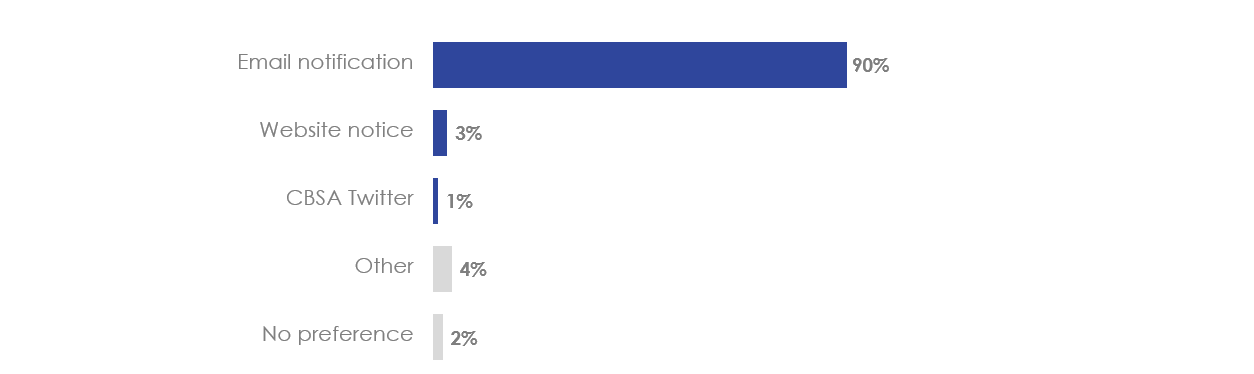 Email notification 90%
Website notice 3%
CBSA Twitter 1%
Other 4%
No preference 2%